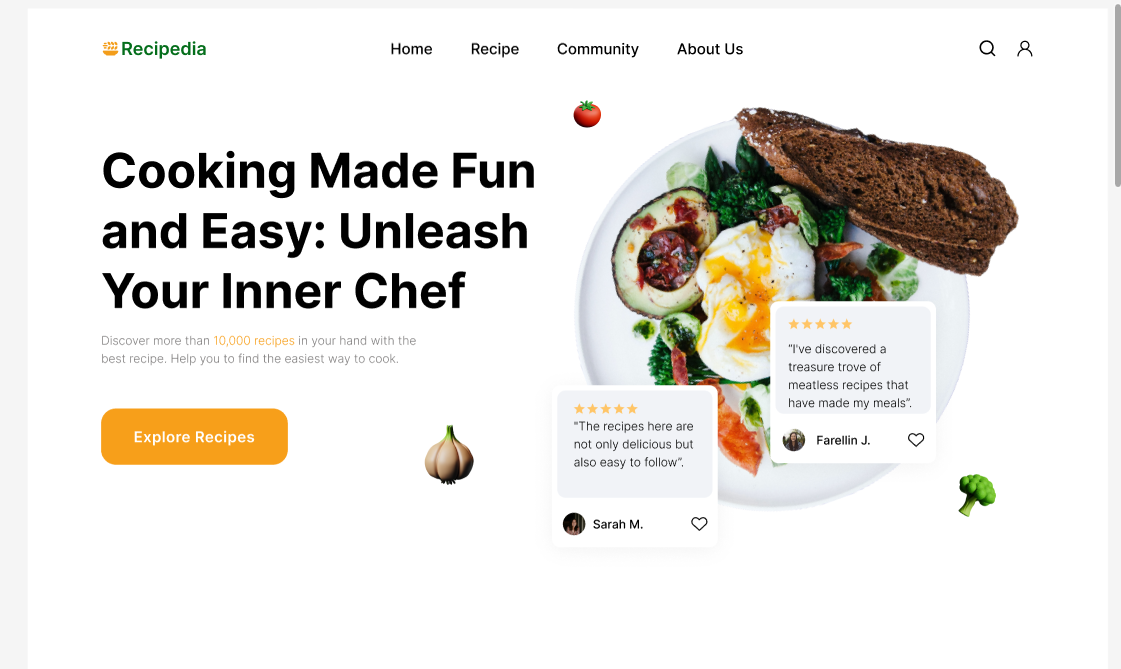 Recipedia
Home
Recipe
Community
About Us
Cooking Made Fun
and Easy: Unleash
Your Inner Chef
Discover more than 10,000 recipes in your hand with the
best recipe. Help you to find the easiest way to cook.
Explore Recipes
"I've discovered a
treasure trove of
meatless recipes that
have made my meals".
Farellin J.
"The recipes here are
not only delicious but
also easy to follow".
Sarah M.